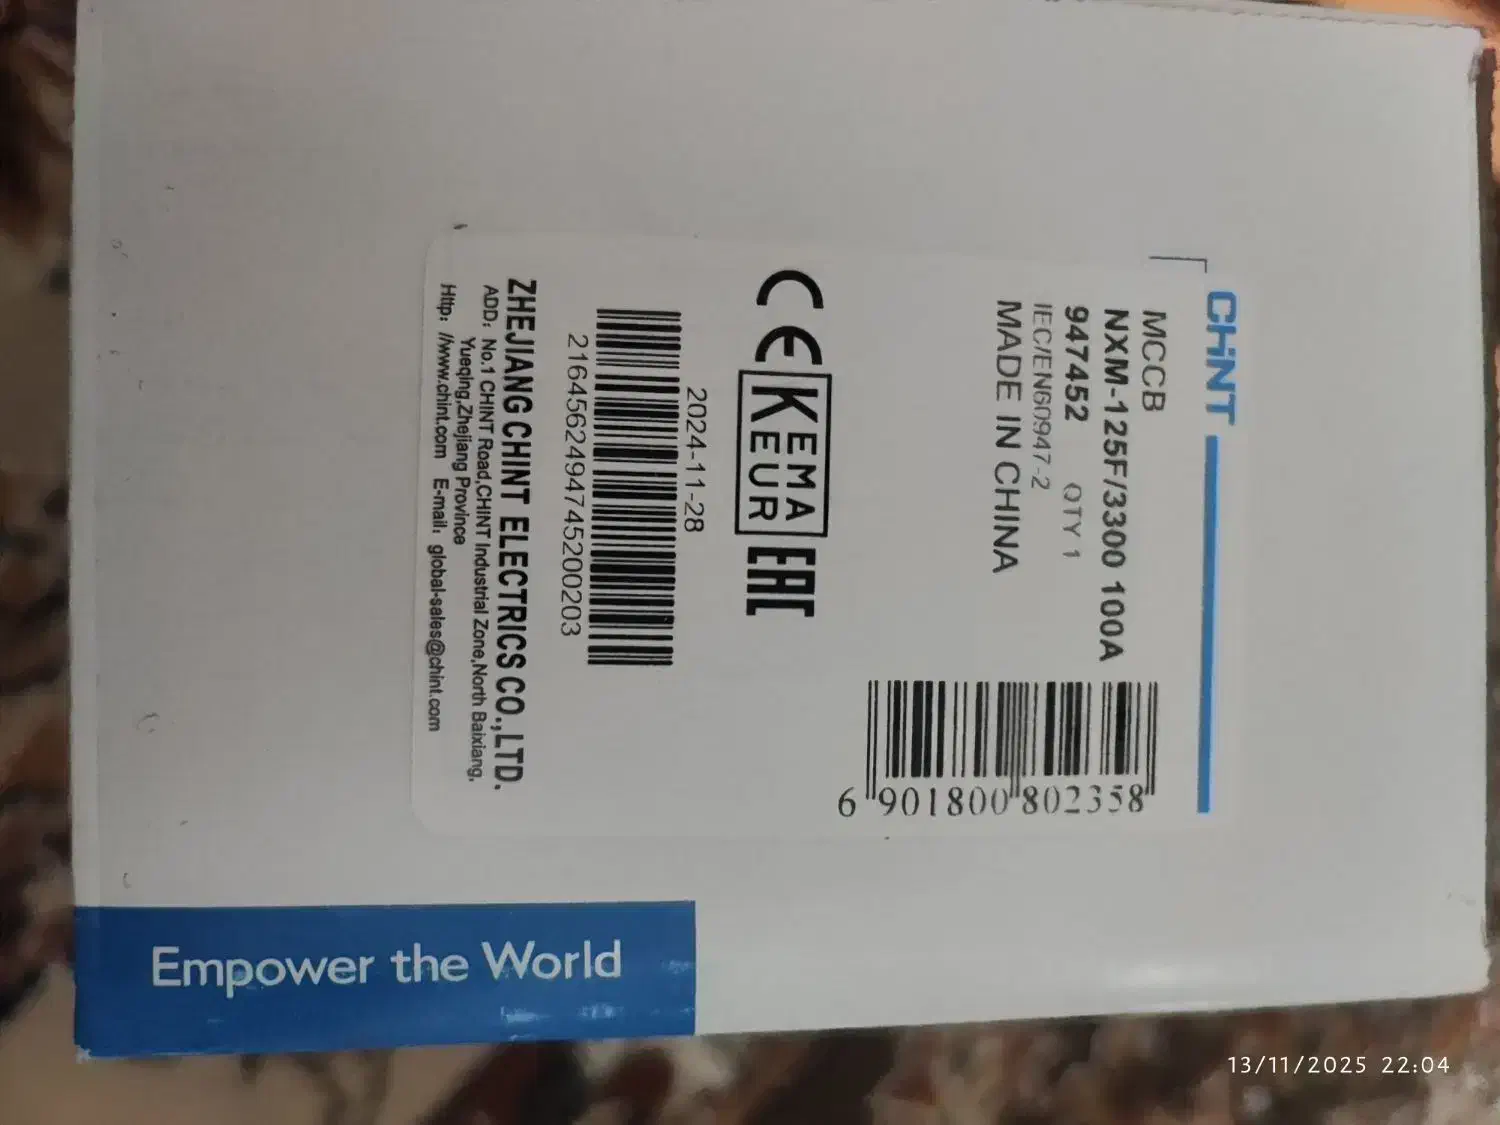 CHINT
MCCB
NXM-125F/3300 100A
947452 QTY 1
IEC/EN60947-2
MADE IN CHINA
6 901800 802358
CE KEMA KEUR EAC
2024-11-28
2164562494745200203
ZHEJIANG CHINT ELECTRICS CO.,LTD.
ADD: No.1 CHINT Road,CHINT Industrial Zone,North Baixiang,
Yueqing,Zhejiang Province
Http: //www.chint.com E-mail: global-sales@chint.com
Empower the World
13/11/2025 22:04